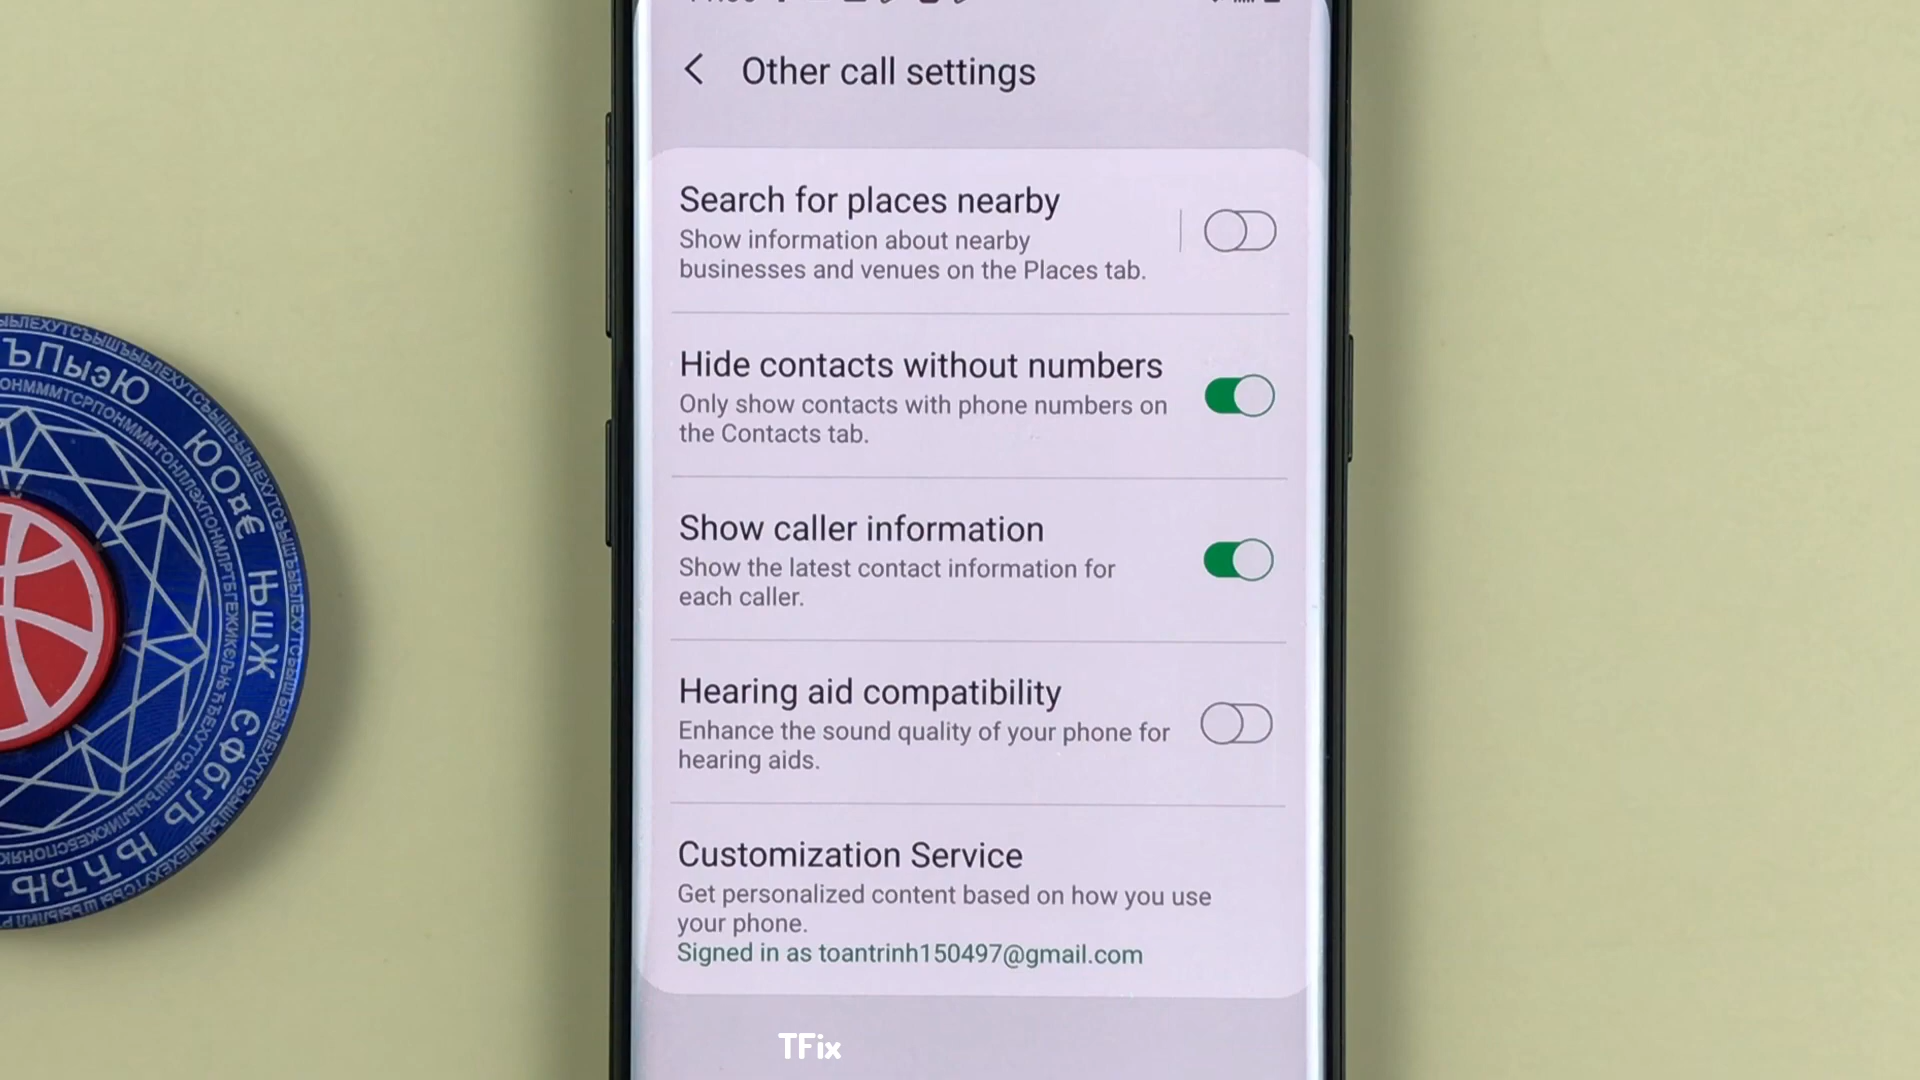 Other call settings
Search for places nearby
Show information about nearby
businesses and venues on the Places tab.
Hide contacts without numbers
Only show contacts with phone numbers on
the Contacts tab.
Show caller information
Show the latest contact information for
each caller.
Hearing aid compatibility
Enhance the sound quality of your phone for
hearing aids.
Customization Service
Get personalized content based on how you use
your phone.
Signed in as toantrinh150497@gmail.com
TFix